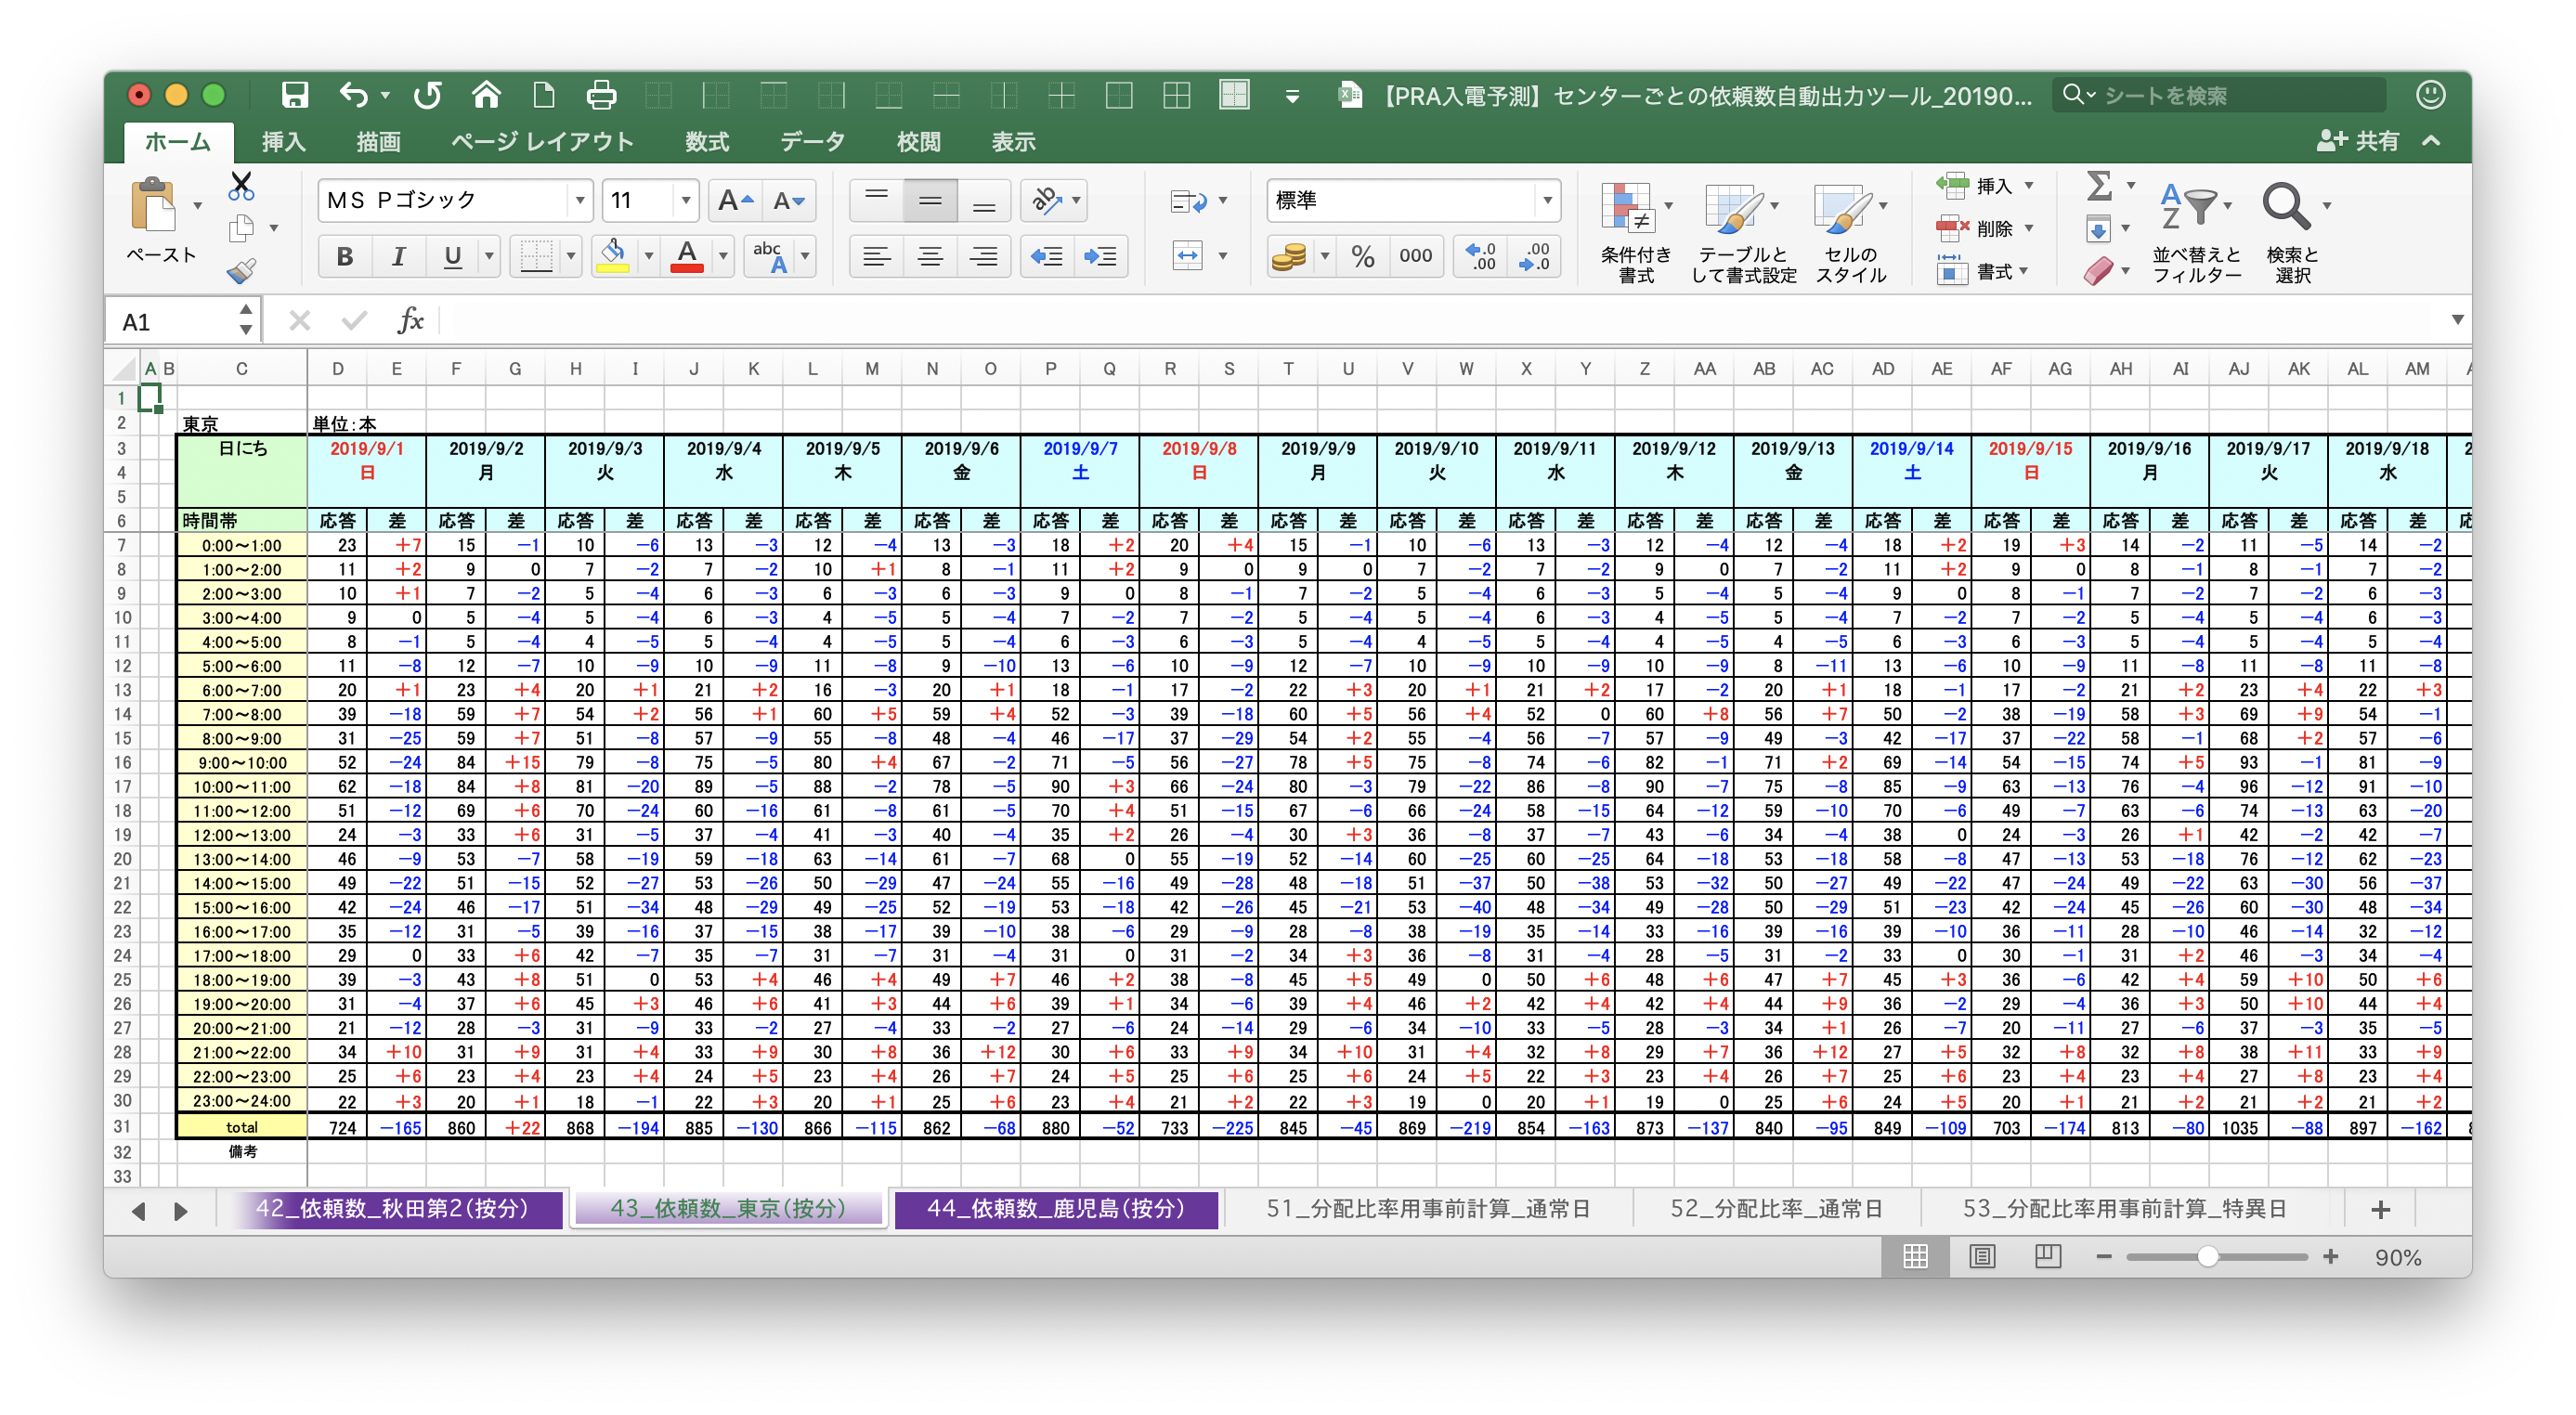 【PRA入電予測】センターごとの依頼数自動出力ツール_20190... シートを検索
ホーム 挿入 描画 ページ レイアウト 数式 データ 校閲 表示 共有
ペースト MS Pゴシック 11 標準 条件付き書式 テーブルとして書式設定 セルのスタイル 挿入 削除 書式 並べ替えとフィルター 検索と選択
A1 fx
A B C D E F G H I J K L M N O P Q R S T U V W X Y Z AA AB AC AD AE AF AG AH AI AJ AK AL AM
1
2 東京 単位:本
3 日にち 2019/9/1 2019/9/2 2019/9/3 2019/9/4 2019/9/5 2019/9/6 2019/9/7 2019/9/8 2019/9/9 2019/9/10 2019/9/11 2019/9/12 2019/9/13 2019/9/14 2019/9/15 2019/9/16 2019/9/17 2019/9/18
4 日 月 火 水 木 金 土 日 月 火 水 木 金 土 日 月 火 水
5
6 時間帯 応答 差 応答 差 応答 差 応答 差 応答 差 応答 差 応答 差 応答 差 応答 差 応答 差 応答 差 応答 差 応答 差 応答 差 応答 差 応答 差 応答 差 応答 差
7 0:00～1:00 23 +7 15 −1 10 −6 13 −3 12 −4 13 −3 18 +2 20 +4 15 −1 10 −6 13 −3 12 −4 12 −4 18 +2 19 +3 14 −2 11 −5 14 −2
8 1:00～2:00 11 +2 9 0 7 −2 7 −2 10 +1 8 −1 11 +2 9 0 9 0 7 −2 7 −2 9 0 7 −2 11 +2 9 0 8 −1 8 −1 7 −2
9 2:00～3:00 10 +1 7 −2 5 −4 6 −3 6 −3 6 −3 9 0 8 −1 7 −2 5 −4 6 −3 5 −4 5 −4 9 0 8 −1 7 −2 7 −2 6 −3
10 3:00～4:00 9 0 5 −4 5 −4 6 −3 4 −5 5 −4 7 −2 7 −2 5 −4 5 −4 6 −3 4 −5 5 −4 7 −2 7 −2 5 −4 5 −4 6 −3
11 4:00～5:00 8 −1 5 −4 4 −5 5 −4 4 −5 5 −4 6 −3 6 −3 5 −4 4 −5 5 −4 4 −5 4 −5 6 −3 6 −3 5 −4 5 −4 5 −4
12 5:00～6:00 11 −8 12 −7 10 −9 10 −9 11 −8 9 −10 13 −6 10 −9 12 −7 10 −9 10 −9 10 −9 8 −11 13 −6 10 −9 11 −8 11 −8 11 −8
13 6:00～7:00 20 +1 23 +4 20 +1 21 +2 16 −3 20 +1 18 −1 17 −2 22 +3 20 +1 21 +2 17 −2 20 +1 18 −1 17 −2 21 +2 23 +4 22 +3
14 7:00～8:00 39 −18 59 +7 54 +2 56 +1 60 +5 59 +4 52 −3 39 −18 60 +5 56 +4 52 0 60 +8 56 +7 50 −2 38 −19 58 +3 69 +9 54 −1
15 8:00～9:00 31 −25 59 +7 51 −8 57 −9 55 −8 48 −4 46 −17 37 −29 54 +2 55 −4 56 −7 57 −9 49 −3 42 −17 37 −22 58 −1 68 +2 57 −6
16 9:00～10:00 52 −24 84 +15 79 −8 75 −5 80 +4 67 −2 71 −5 56 −27 78 +5 75 −8 74 −6 82 −1 71 +2 69 −14 54 −15 74 +5 93 −1 81 −9
17 10:00～11:00 62 −18 84 +8 81 −20 89 −5 88 −2 78 −5 90 +3 66 −24 80 −3 79 −22 86 −8 90 −7 75 −8 85 −9 63 −13 76 −4 96 −12 91 −10
18 11:00～12:00 51 −12 69 +6 70 −24 60 −16 61 −8 61 −5 70 +4 51 −15 67 −6 66 −24 58 −15 64 −12 59 −10 70 −6 49 −7 63 −6 74 −13 63 −20
19 12:00～13:00 24 −3 33 +6 31 −5 37 −4 41 −3 40 −4 35 +2 26 −4 30 +3 36 −8 37 −7 43 −6 34 −4 38 0 24 −3 26 +1 42 −2 42 −7
20 13:00～14:00 46 −9 53 −7 58 −19 59 −18 63 −14 61 −7 68 0 55 −19 52 −14 60 −25 60 −25 64 −18 53 −18 58 −8 47 −13 53 −18 76 −12 62 −23
21 14:00～15:00 49 −22 51 −15 52 −27 53 −26 50 −29 47 −24 55 −16 49 −28 48 −18 51 −37 50 −38 53 −32 50 −27 49 −22 47 −24 49 −22 63 −30 56 −37
22 15:00～16:00 42 −24 46 −17 51 −34 48 −29 49 −25 52 −19 53 −18 42 −26 45 −21 53 −40 48 −34 49 −28 50 −29 51 −23 42 −24 45 −26 60 −30 48 −34
23 16:00～17:00 35 −12 31 −5 39 −16 37 −15 38 −17 39 −10 38 −6 29 −9 28 −8 38 −19 35 −14 33 −16 39 −16 39 −10 36 −11 28 −10 46 −14 32 −12
24 17:00～18:00 29 0 33 +6 42 −7 35 −7 31 −7 31 −4 31 0 31 −2 34 +3 36 −8 31 −4 28 −5 31 −2 33 0 30 −1 31 +2 46 −3 34 −4
25 18:00～19:00 39 −3 43 +8 51 0 53 +4 46 +4 49 +7 46 +2 38 −8 45 +5 49 0 50 +6 48 +6 47 +7 45 +3 36 −6 42 +4 59 +10 50 +6
26 19:00～20:00 31 −4 37 +6 45 +3 46 +6 41 +3 44 +6 39 +1 34 −6 39 +4 46 +2 42 +4 42 +4 44 +9 36 −2 29 −4 36 +3 50 +10 44 +4
27 20:00～21:00 21 −12 28 −3 31 −9 33 −2 27 −4 33 −2 27 −6 24 −14 29 −6 34 −10 33 −5 28 −3 34 +1 26 −7 20 −11 27 −6 37 −3 35 −5
28 21:00～22:00 34 +10 31 +9 31 +4 33 +9 30 +8 36 +12 30 +6 33 +9 34 +10 31 +4 32 +8 29 +7 36 +12 27 +5 32 +8 32 +8 38 +11 33 +9
29 22:00～23:00 25 +6 23 +4 23 +4 24 +5 23 +4 26 +7 24 +5 25 +6 25 +6 24 +5 22 +3 23 +4 26 +7 25 +6 23 +4 23 +4 27 +8 23 +4
30 23:00～24:00 22 +3 20 +1 18 −1 22 +3 20 +1 25 +6 23 +4 21 +2 22 +3 19 0 20 +1 19 0 25 +6 24 +5 20 +1 21 +2 21 +2 21 +2
31 total 724 −165 860 +22 868 −194 885 −130 866 −115 862 −68 880 −52 733 −225 845 −45 869 −219 854 −163 873 −137 840 −95 849 −109 703 −174 813 −80 1035 −88 897 −162
32 備考
33
42_依頼数_秋田第2(按分) 43_依頼数_東京(按分) 44_依頼数_鹿児島(按分) 51_分配比率用事前計算_通常日 52_分配比率_通常日 53_分配比率用事前計算_特異日
90%